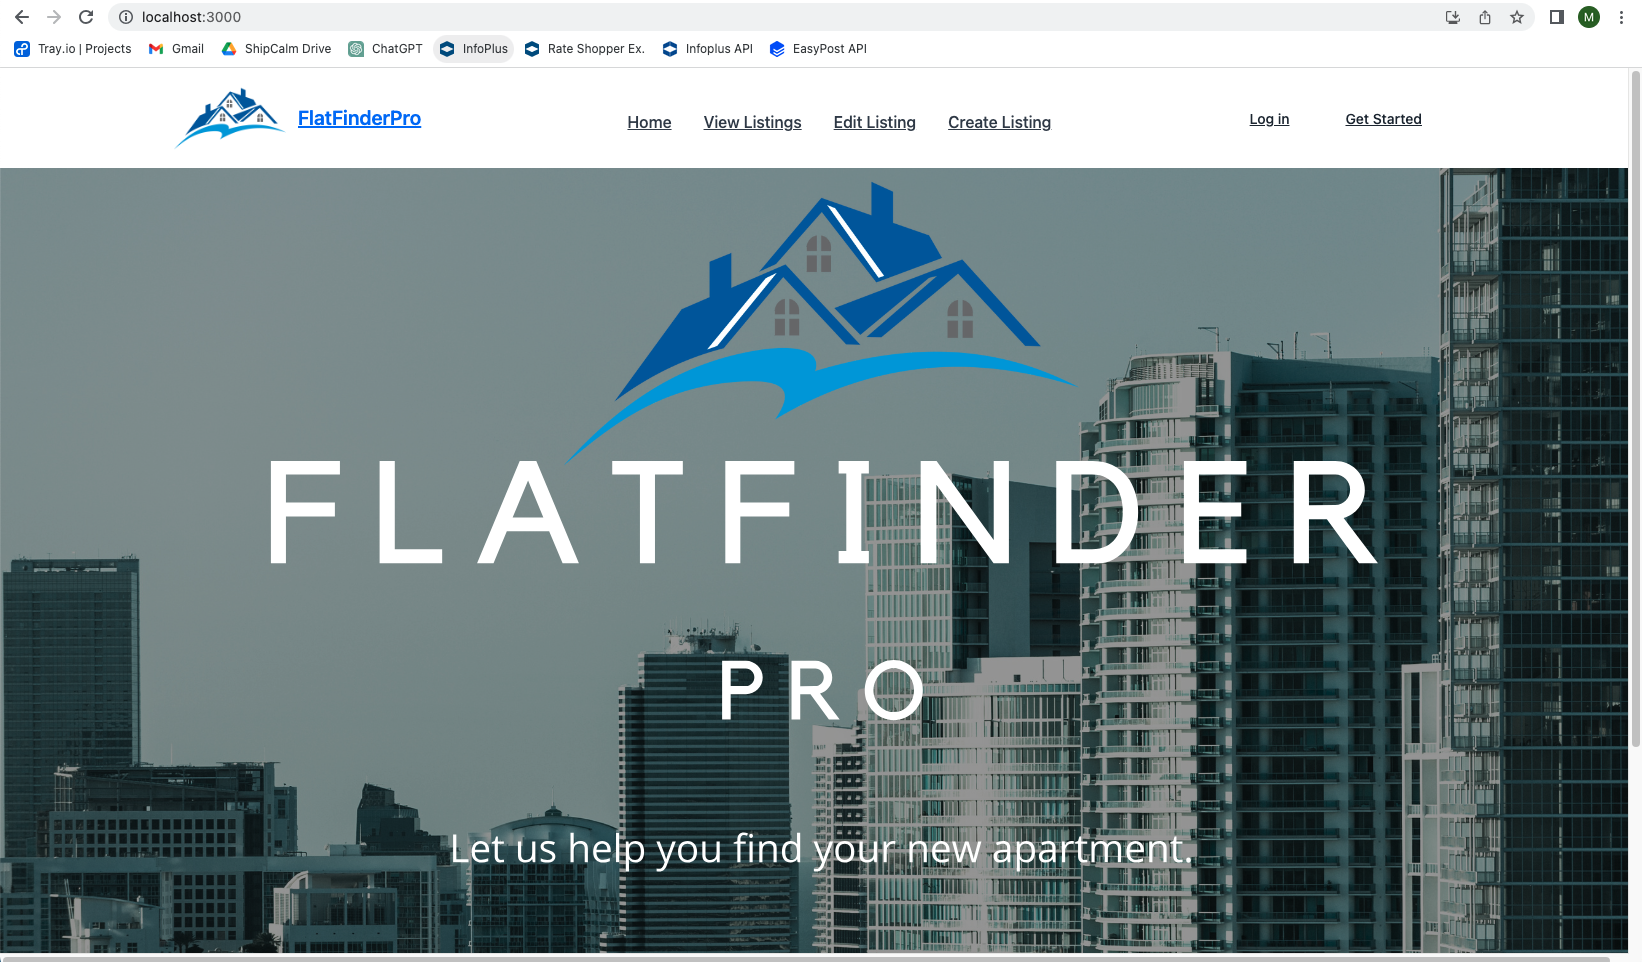 localhost:3000
M
Tray.io | Projects Gmail ShipCalm Drive ChatGPT InfoPlus Rate Shopper Ex. Infoplus API EasyPost API
FlatFinderPro Home View Listings Edit Listing Create Listing Log in Get Started
FLATFINDER
PRO
Let us help you find your new apartment.